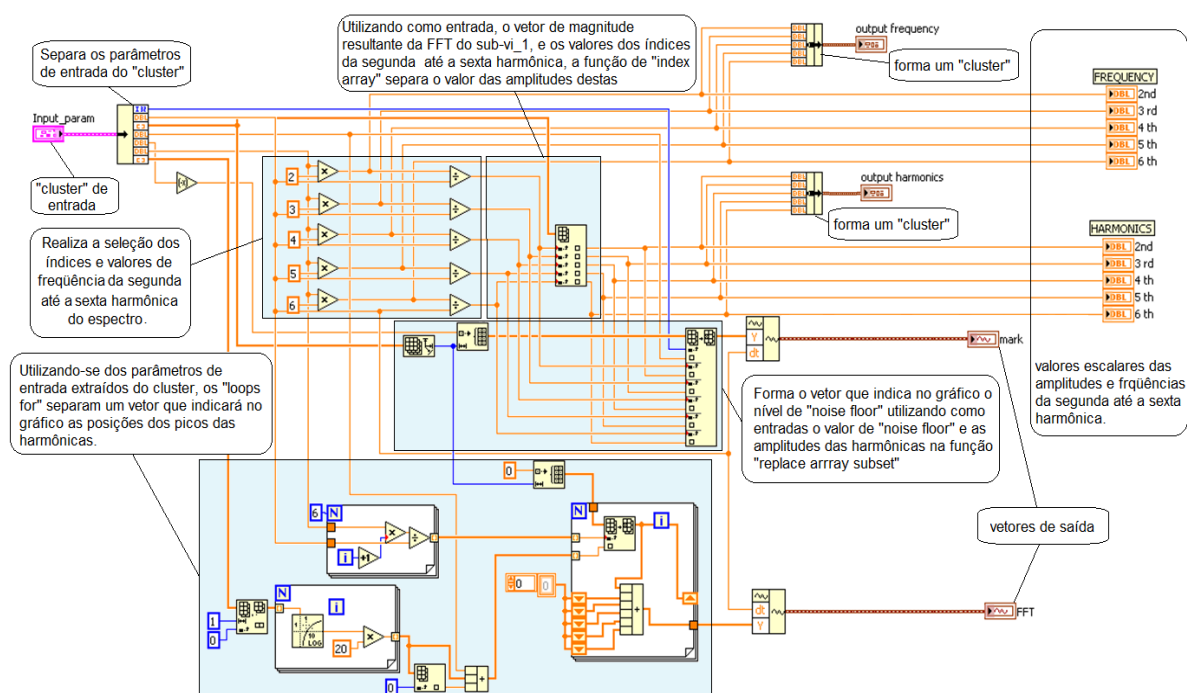 Separa os parâmetros
de entrada do "cluster"
Utilizando como entrada, o vetor de magnitude
resultante da FFT do sub-vi_1, e os valores dos índices
da segunda até a sexta harmônica, a função de "index
array" separa o valor das amplitudes destas
output frequency
forma um "cluster"
FREQUENCY
2nd
3 rd
4 th
5 th
6 th
Input_param
"cluster" de
entrada
output harmonics
forma um "cluster"
Realiza a seleção dos
índices e valores de
freqüência da segunda
até a sexta harmônica
do espectro.
2
3
4
5
6
HARMONICS
2nd
3 rd
4 th
5 th
6 th
valores escalares das
amplitudes e frqüências
da segunda até a sexta
harmônica.
Y
dt
mark
Utilizando-se dos parâmetros de
entrada extraídos do cluster, os "loops
for" separam um vetor que indicará no
gráfico as posições dos picos das
harmônicas.
Forma o vetor que indica no gráfico o
nível de "noise floor" utilizando como
entradas o valor de "noise floor" e as
amplitudes das harmônicas na função
"replace arrray subset"
vetores de saída
0
6 N
i
+1
N
i
N
i
0
0
1
0
10
LOG
20
0
dt
Y
FFT